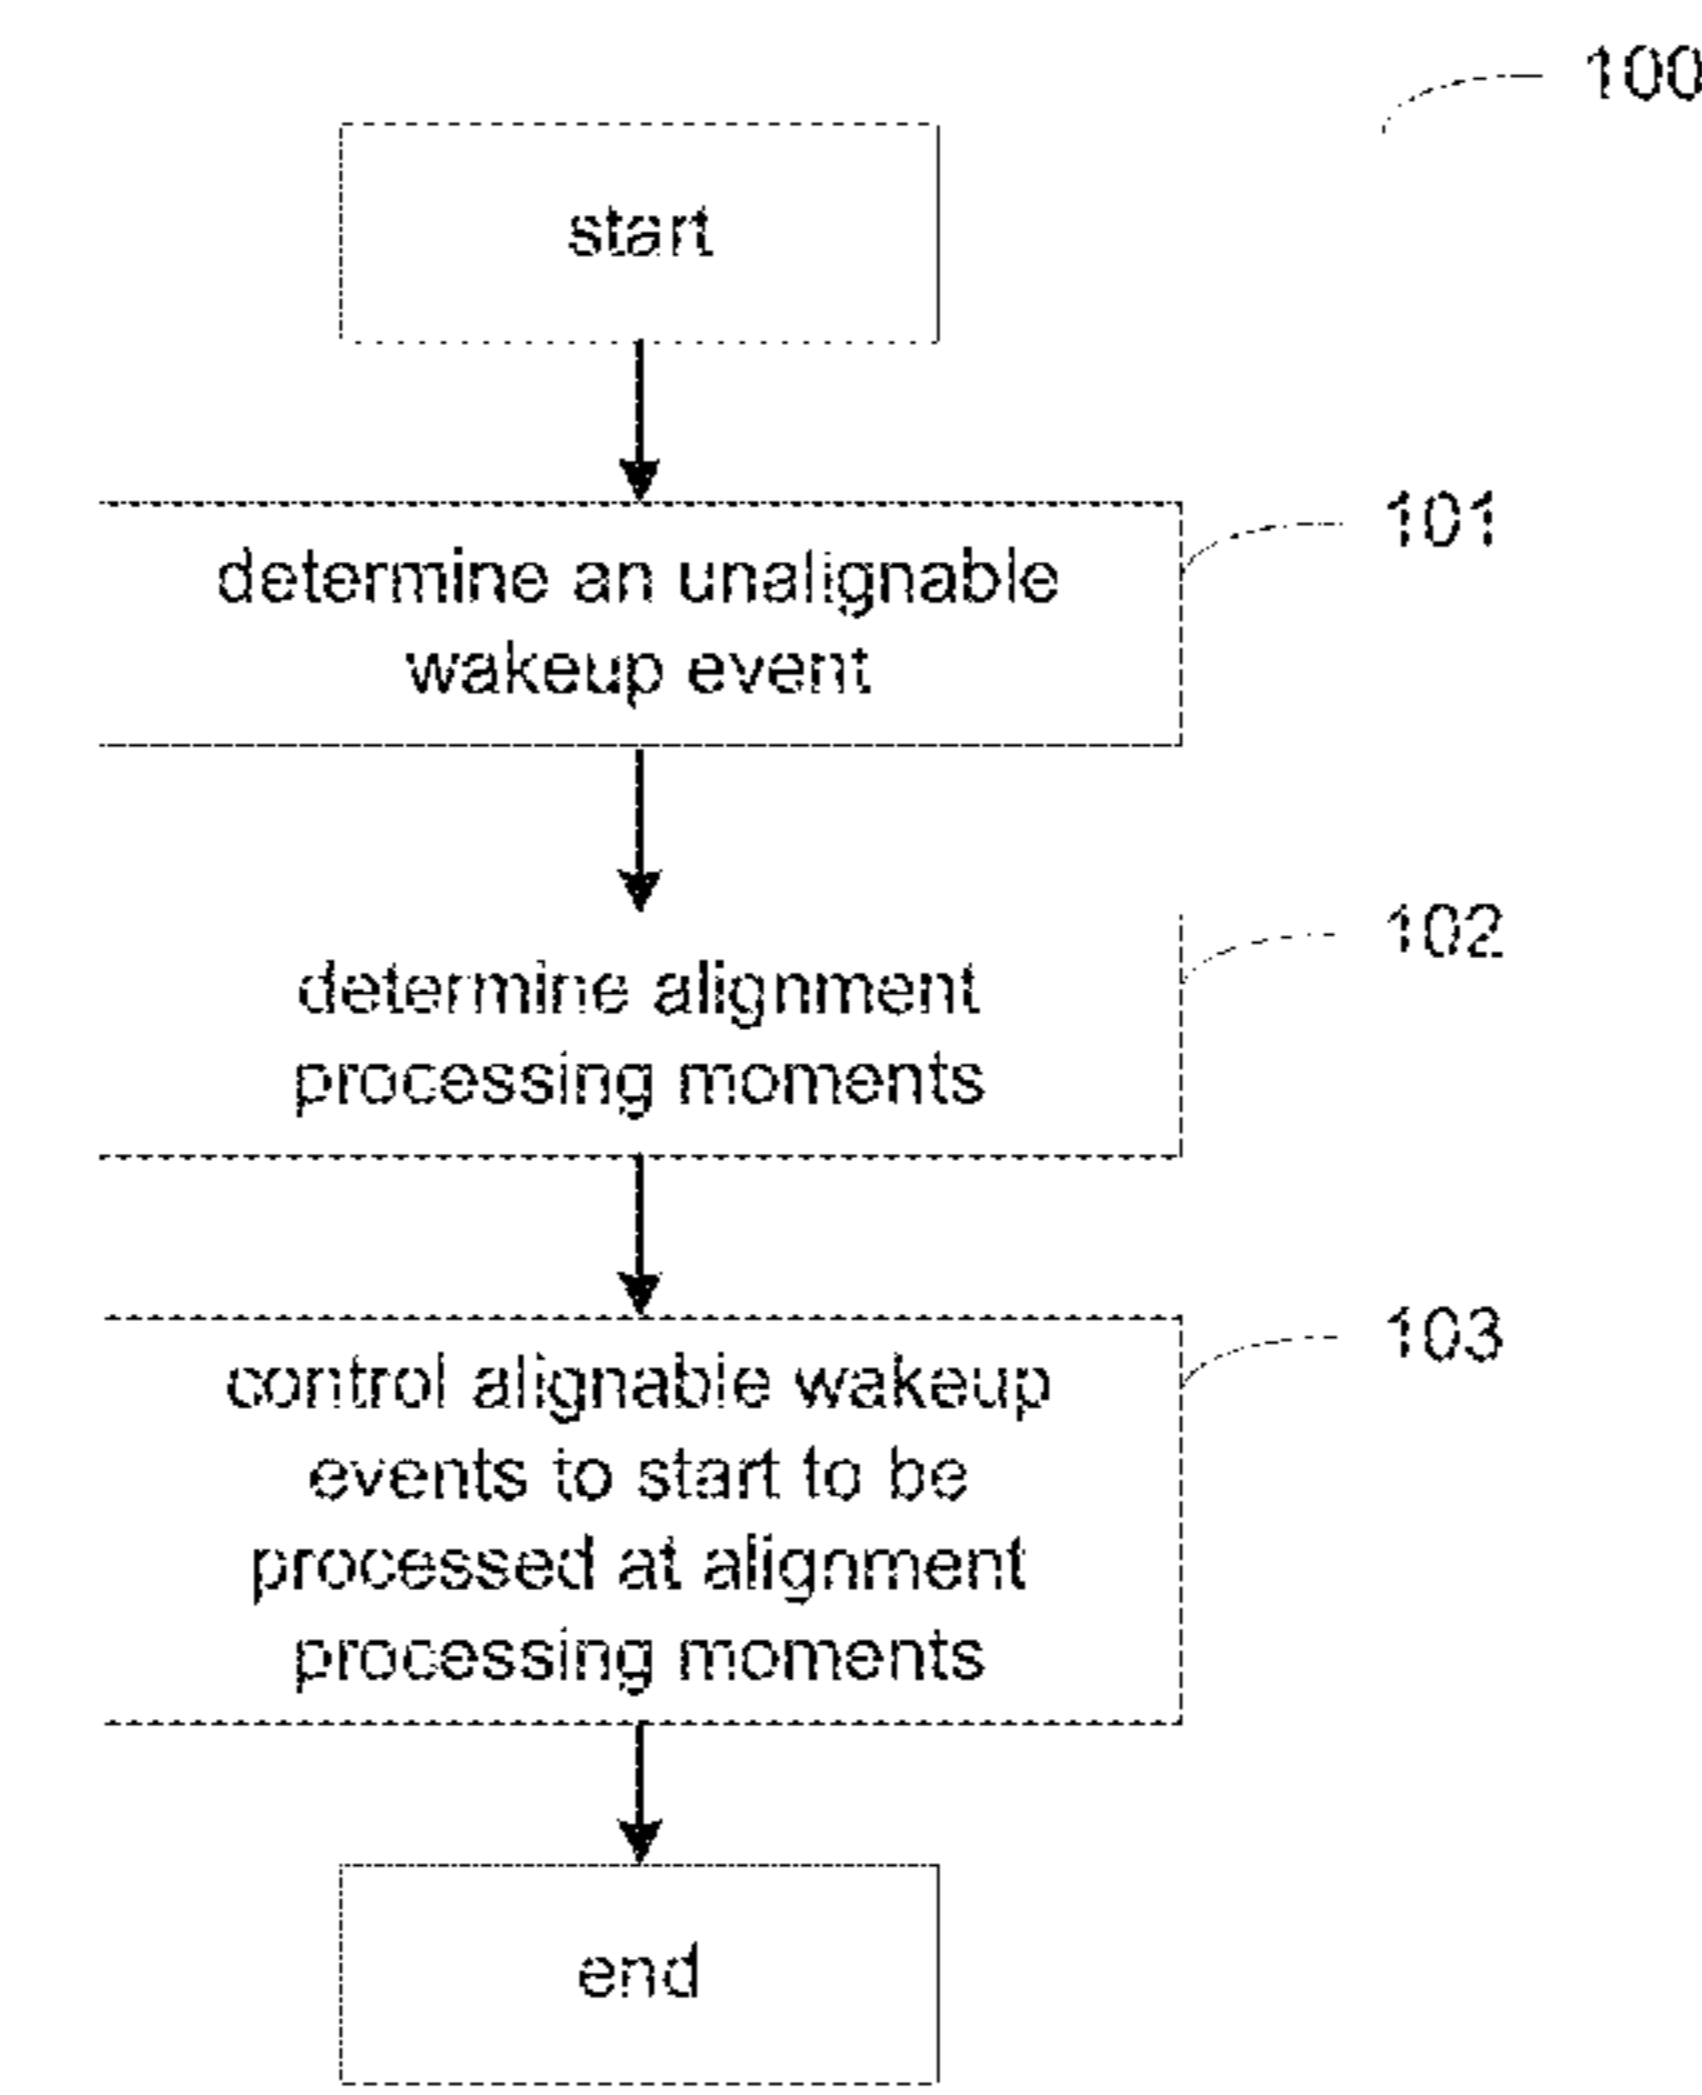 100
start
101
determine an unalignable
wakeup event
102
determine alignment
processing moments
103
control alignable wakeup
events to start to be
processed at alignment
processing moments
end